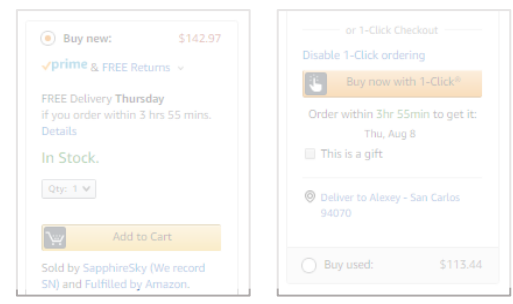 Buy new: $142.97
prime & FREE Returns
FREE Delivery Thursday
if you order within 3 hrs 55 mins.
Details
In Stock.
Qty: 1
Add to Cart
Sold by SapphireSky (We record
SN) and Fulfilled by Amazon.
or 1-Click Checkout
Disable 1-Click ordering
Buy now with 1-Click®
Order within 3hr 55min to get it:
Thu, Aug 8
This is a gift
Deliver to Alexey - San Carlos
94070
Buy used: $113.44